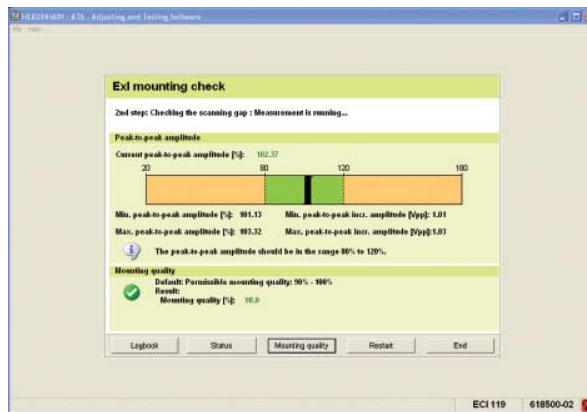 HEIDENHAIN : ATS - Adjusting and Testing Software
File Help
ExI mounting check
2nd step: Checking the scanning gap : Measurement is running...
Peak-to-peak amplitude
Current peak-to-peak amplitude [%]: 102.37
20 80 120 180
Min. peak-to-peak amplitude [%]: 101.13 Min. peak-to-peak incr. amplitude [Vpp]: 1.01
Max. peak-to-peak amplitude [%]: 103.32 Max. peak-to-peak incr. amplitude [Vpp]: 1.03
The peak-to-peak amplitude should be in the range 80% to 120%.
Mounting quality
Default: Permissible mounting quality: 90% - 100%
Result:
Mounting quality [%]: 98.0
Logbook Status Mounting quality Restart End
ECI 119 618500-02